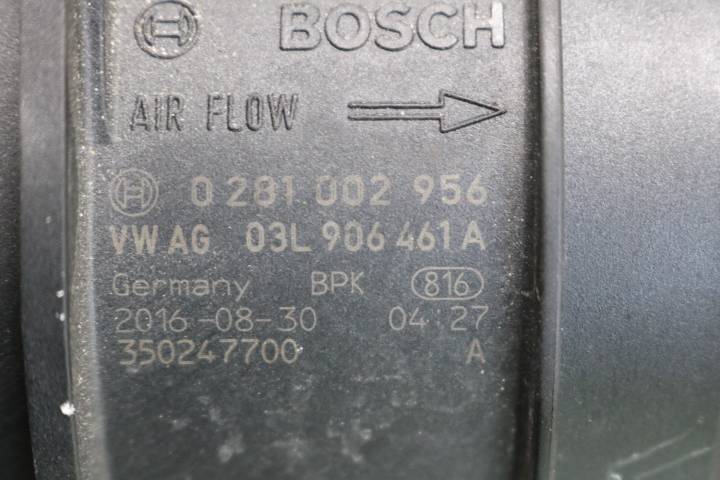 BOSCH
AIR FLOW
0 281 002 956
VW AG 03L 906 461 A
Germany BPK 816
2016-08-30 04:27
350247700 A